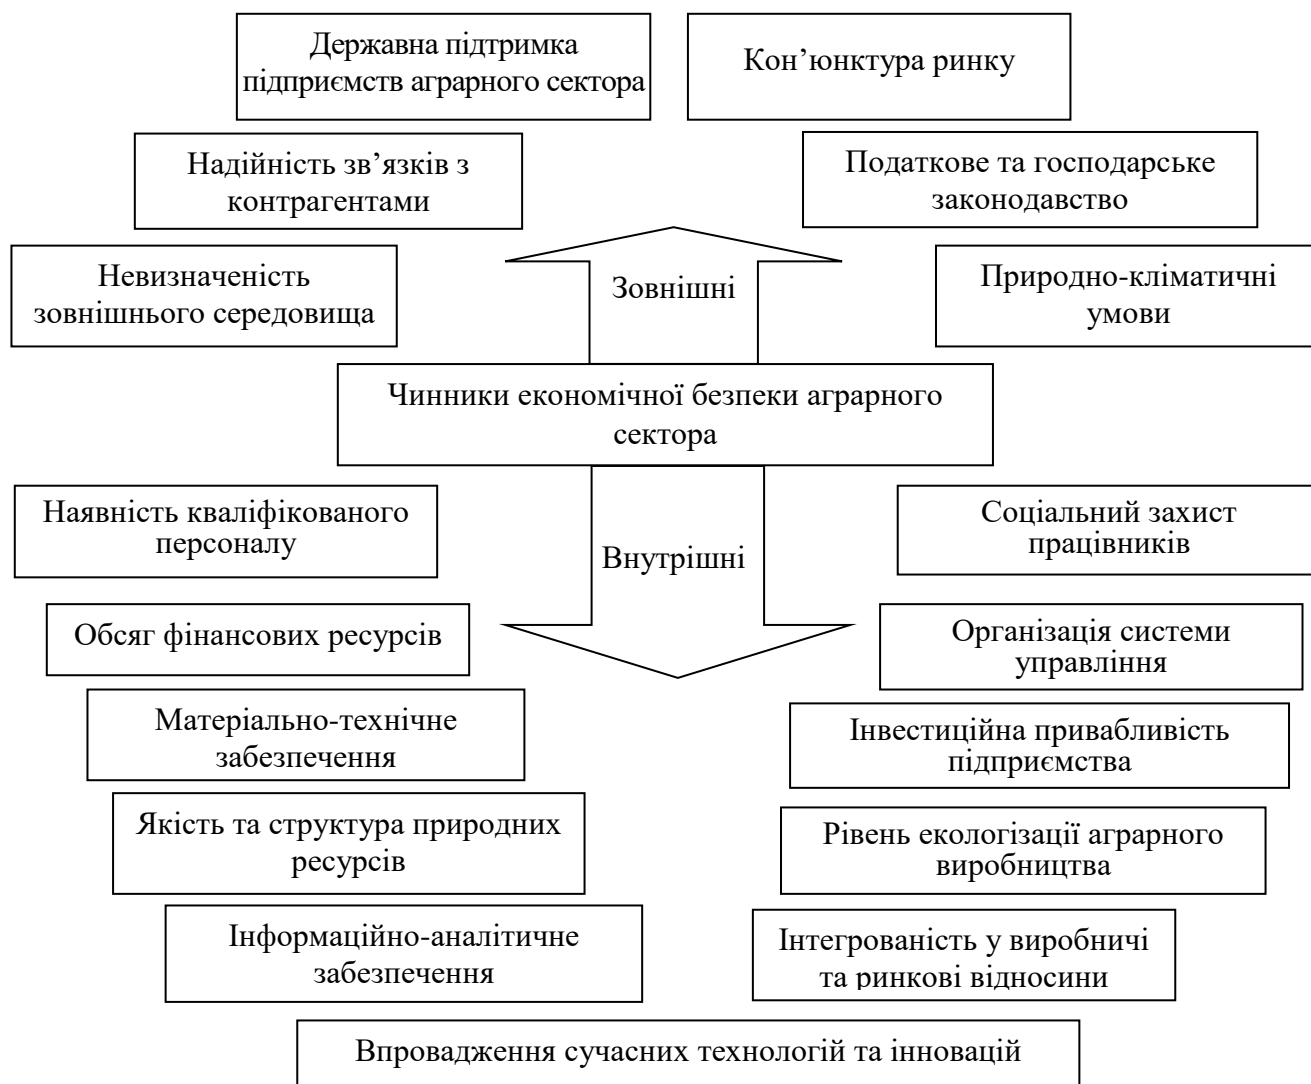 Державна підтримка
підприємств аграрного сектора
Кон’юнктура ринку
Надійність зв’язків з
контрагентами
Податкове та господарське
законодавство
Невизначеність
зовнішнього середовища
Зовнішні
Природно-кліматичні
умови
Чинники економічної безпеки аграрного
сектора
Наявність кваліфікованого
персоналу
Соціальний захист
працівників
Внутрішні
Обсяг фінансових ресурсів
Організація системи
управління
Матеріально-технічне
забезпечення
Інвестиційна привабливість
підприємства
Якість та структура природних
ресурсів
Рівень екологізації аграрного
виробництва
Інформаційно-аналітичне
забезпечення
Інтегрованість у виробничі
та ринкові відносини
Впровадження сучасних технологій та інновацій